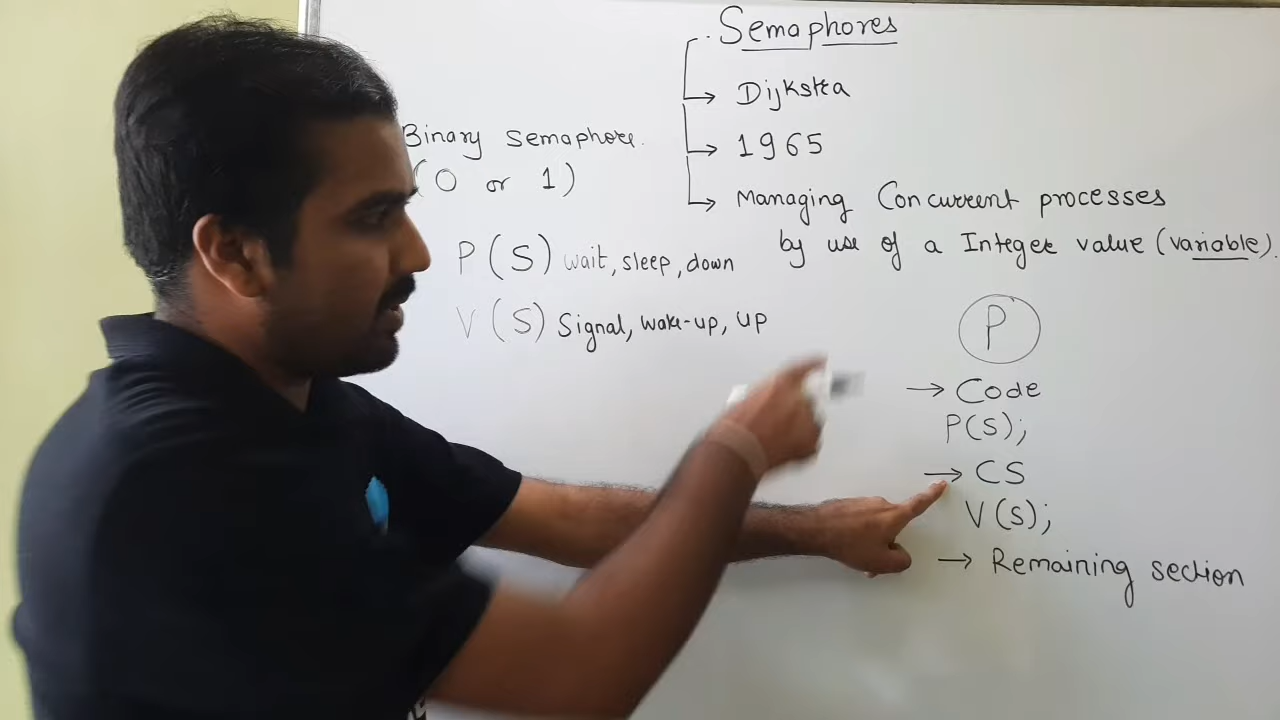 Semaphores
Dijkstra
1965
Managing Concurrent processes
by use of a Integer value (variable).
Binary semaphore.
(0 or 1)
P(S) wait, sleep, down
V(S) Signal, wake-up, up
P
→ Code
P(S);
→ CS
V(S);
→ Remaining section